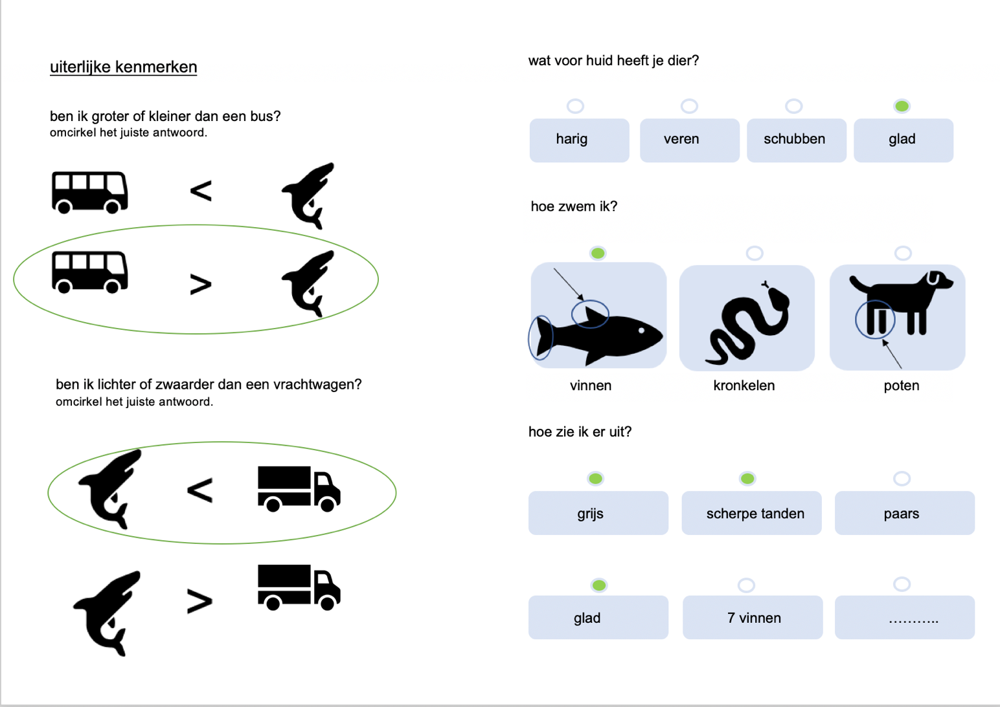 uiterlijke kenmerken
ben ik groter of kleiner dan een bus?
omcirkel het juiste antwoord.
<
>
ben ik lichter of zwaarder dan een vrachtwagen?
omcirkel het juiste antwoord.
<
>
wat voor huid heeft je dier?
harig veren schubben glad
hoe zwem ik?
vinnen kronkelen poten
hoe zie ik er uit?
grijs scherpe tanden paars
glad 7 vinnen ………..